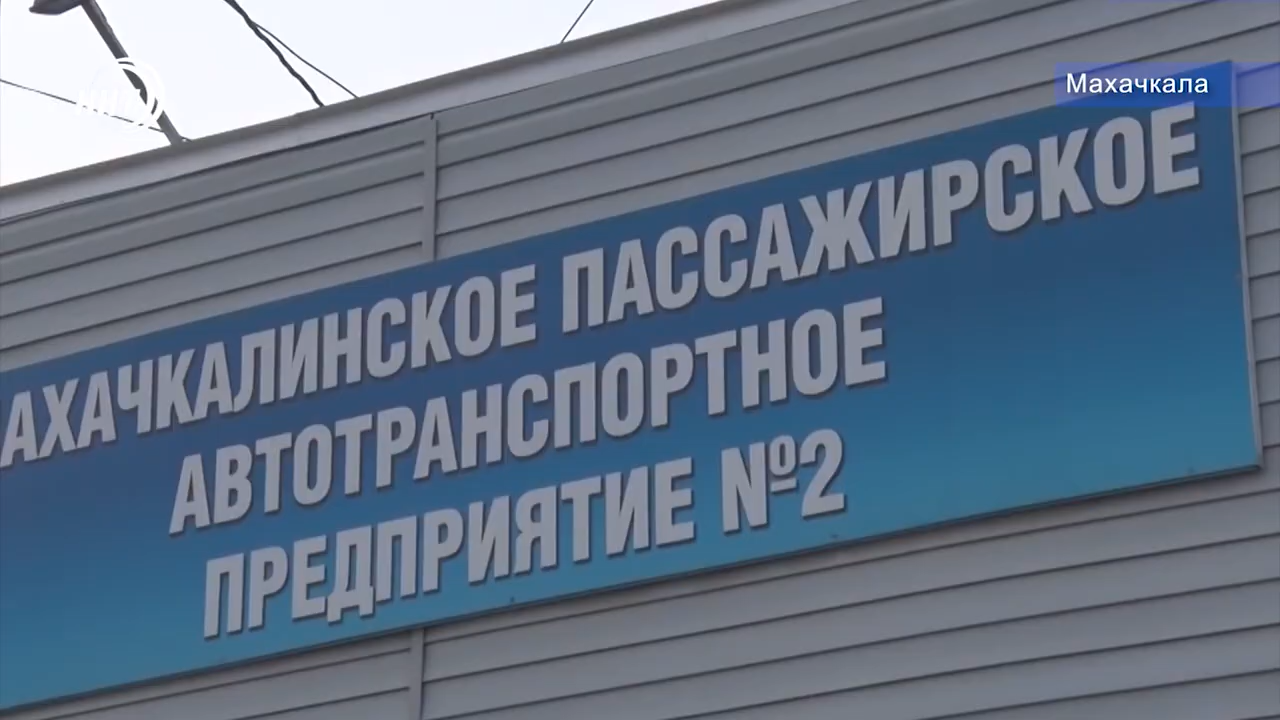 Махачкала
АХАЧКАЛИНСКОЕ ПАССАЖИРСКОЕ
АВТОТРАНСПОРТНОЕ
ПРЕДПРИЯТИЕ №2